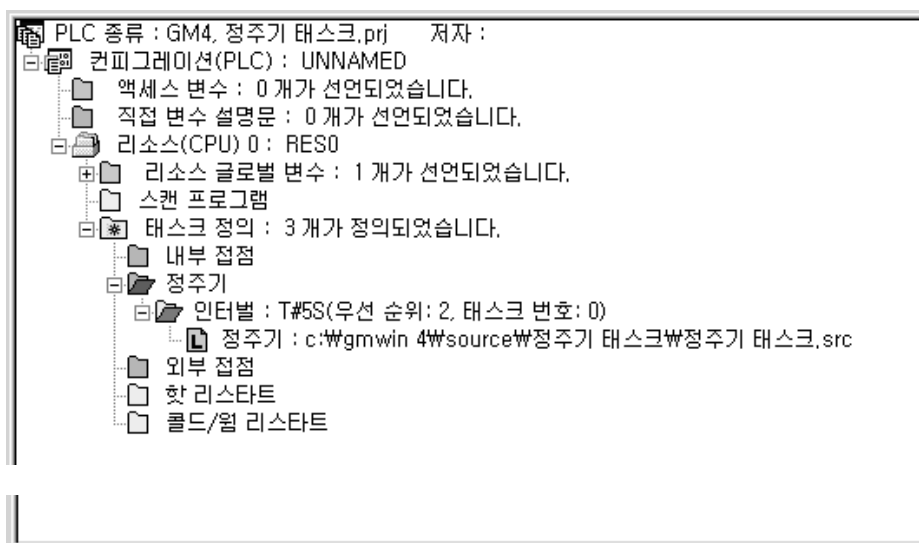 PLC 종류 : GM4, 정주기 태스크.prj 저자 :
컨피그레이션(PLC) : UNNAMED
액세스 변수 : 0 개가 선언되었습니다.
직접 변수 설명문 : 0 개가 선언되었습니다.
리소스(CPU) 0 : RES0
리소스 글로벌 변수 : 1 개가 선언되었습니다.
스캔 프로그램
태스크 정의 : 3 개가 정의되었습니다.
내부 접점
정주기
인터벌 : T#5S(우선 순위: 2, 태스크 번호: 0)
정주기 : c:₩gmwin 4₩source₩정주기 태스크₩정주기 태스크.src
외부 접점
핫 리스타트
콜드/웜 리스타트